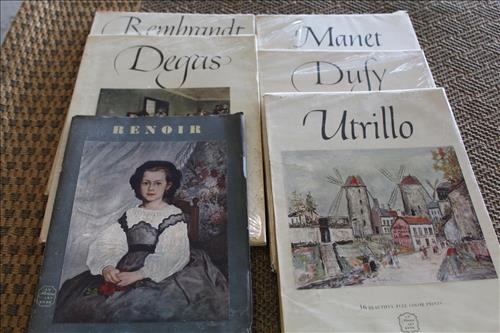 Rembrandt
Manet
Degas
Dufy
RENOIR
Utrillo
16 BEAUTIFUL FULL COLOR PRINTS